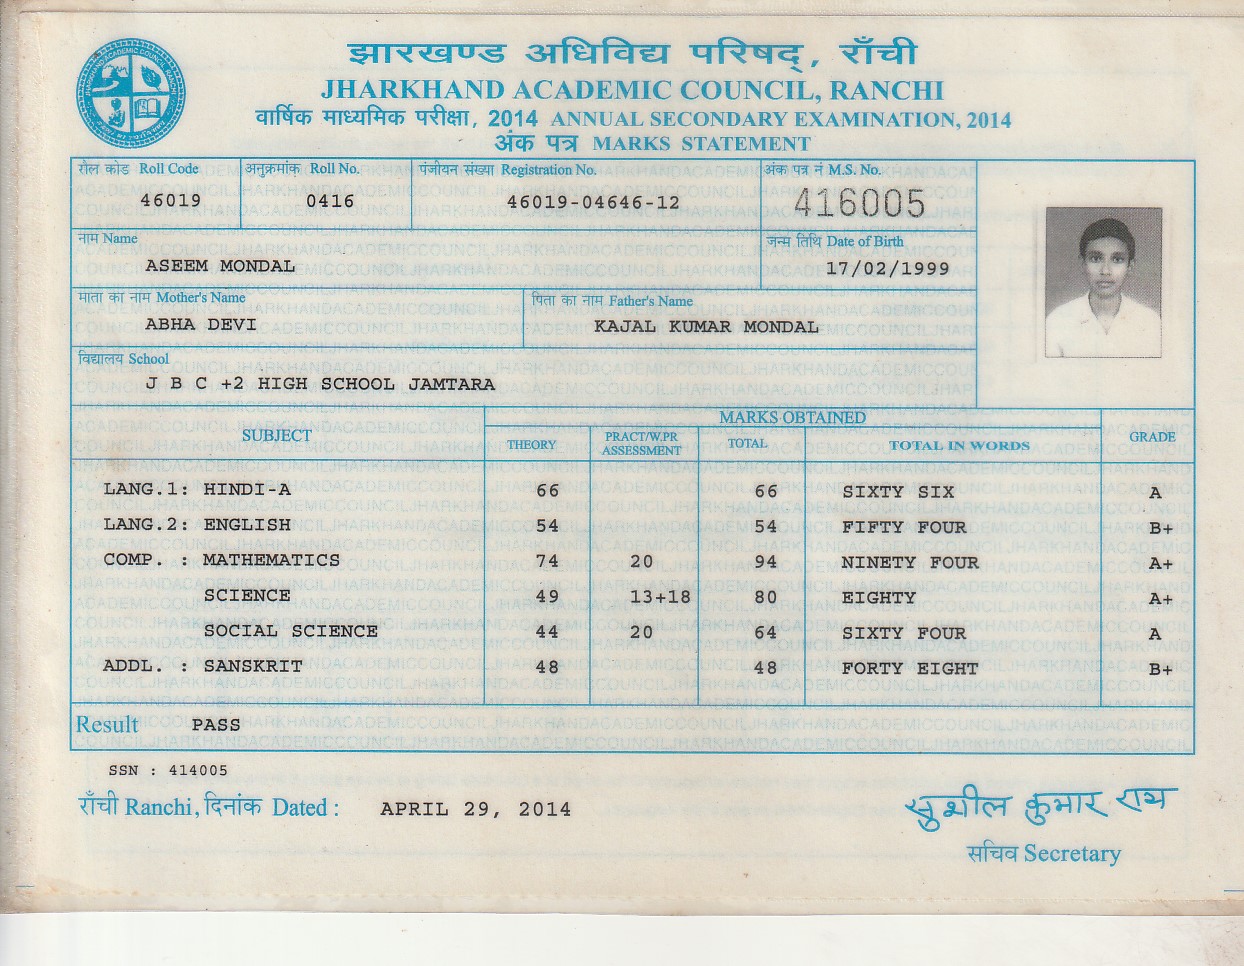 झारखण्ड अधिविद्य परिषद्, राँची
JHARKHAND ACADEMIC COUNCIL, RANCHI
वार्षिक माध्यमिक परीक्षा, 2014 ANNUAL SECONDARY EXAMINATION, 2014
अंक पत्र MARKS STATEMENT
रौल कोड Roll Code अनुक्रमांक Roll No. पंजीयन संख्या Registration No. अंक पत्र नं M.S. No.
46019 0416 46019-04646-12 416005
नाम Name जन्म तिथि Date of Birth
ASEEM MONDAL 17/02/1999
माता का नाम Mother's Name पिता का नाम Father's Name
ABHA DEVI KAJAL KUMAR MONDAL
विद्यालय School
J B C +2 HIGH SCHOOL JAMTARA
SUBJECT MARKS OBTAINED GRADE
THEORY PRACT/W.PR ASSESSMENT TOTAL TOTAL IN WORDS
LANG.1: HINDI-A 66 66 SIXTY SIX A
LANG.2: ENGLISH 54 54 FIFTY FOUR B+
COMP. : MATHEMATICS 74 20 94 NINETY FOUR A+
SCIENCE 49 13+18 80 EIGHTY A+
SOCIAL SCIENCE 44 20 64 SIXTY FOUR A
ADDL. : SANSKRIT 48 48 FORTY EIGHT B+
Result PASS
SSN : 414005
राँची Ranchi, दिनांक Dated : APRIL 29, 2014
सुशील कुमार राय
सचिव Secretary